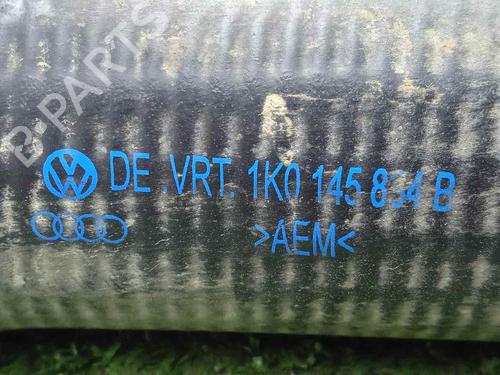 B-PARTS
DE .VRT. 1K0 145 834 B
>AEM<